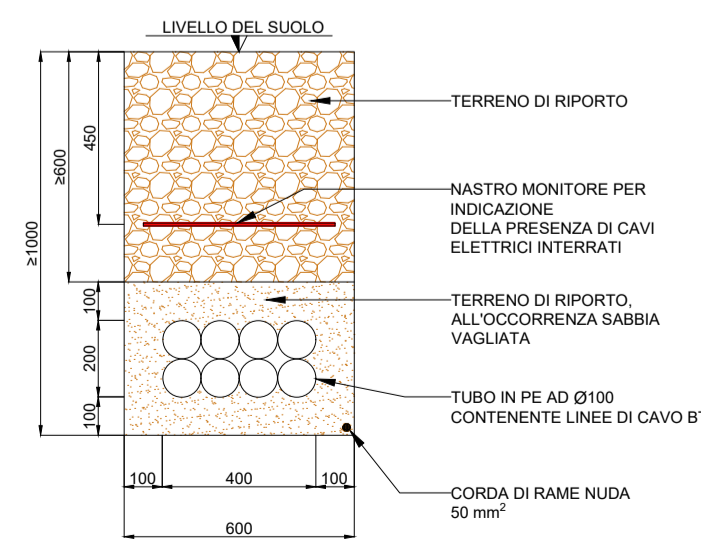 LIVELLO DEL SUOLO
TERRENO DI RIPORTO
450
≥600
NASTRO MONITORE PER
INDICAZIONE
DELLA PRESENZA DI CAVI
ELETTRICI INTERRATI
≥1000
100
TERRENO DI RIPORTO,
ALL'OCCORRENZA SABBIA
VAGLIATA
200
TUBO IN PE AD Ø100
CONTENENTE LINEE DI CAVO BT
100
100
400
100
CORDA DI RAME NUDA
50 mm²
600